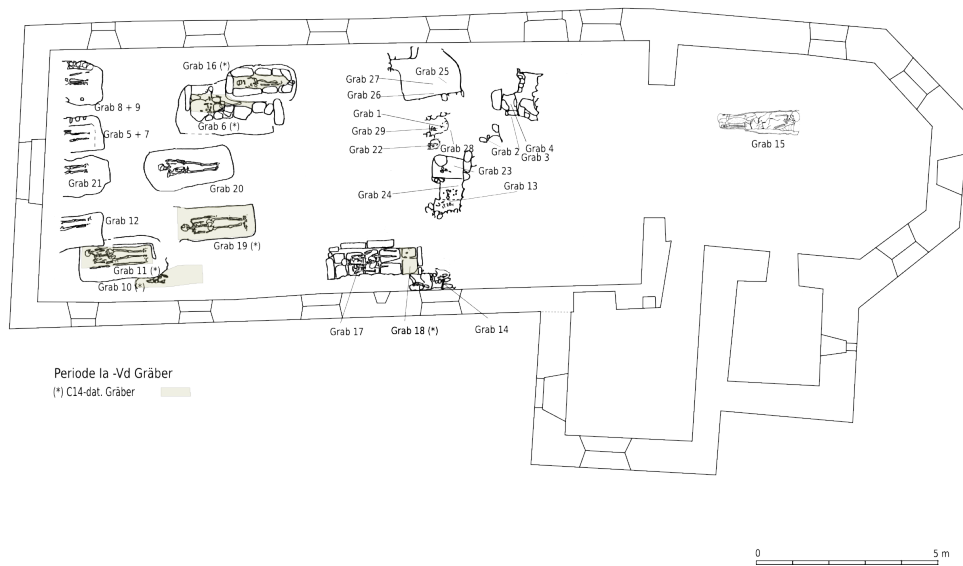 Grab 16 (*)
Grab 25
Grab 27
Grab 26
Grab 8 + 9
Grab 1
Grab 6 (*)
Grab 29
Grab 5 + 7
Grab 15
Grab 22
Grab 28
Grab 2
Grab 4
Grab 3
Grab 23
Grab 21
Grab 20
Grab 13
Grab 24
Grab 12
Grab 19 (*)
Grab 11 (*)
Grab 10 (*)
Grab 17
Grab 18 (*)
Grab 14
Periode Ia -Vd Gräber
(*) C14-dat. Gräber
0
5 m